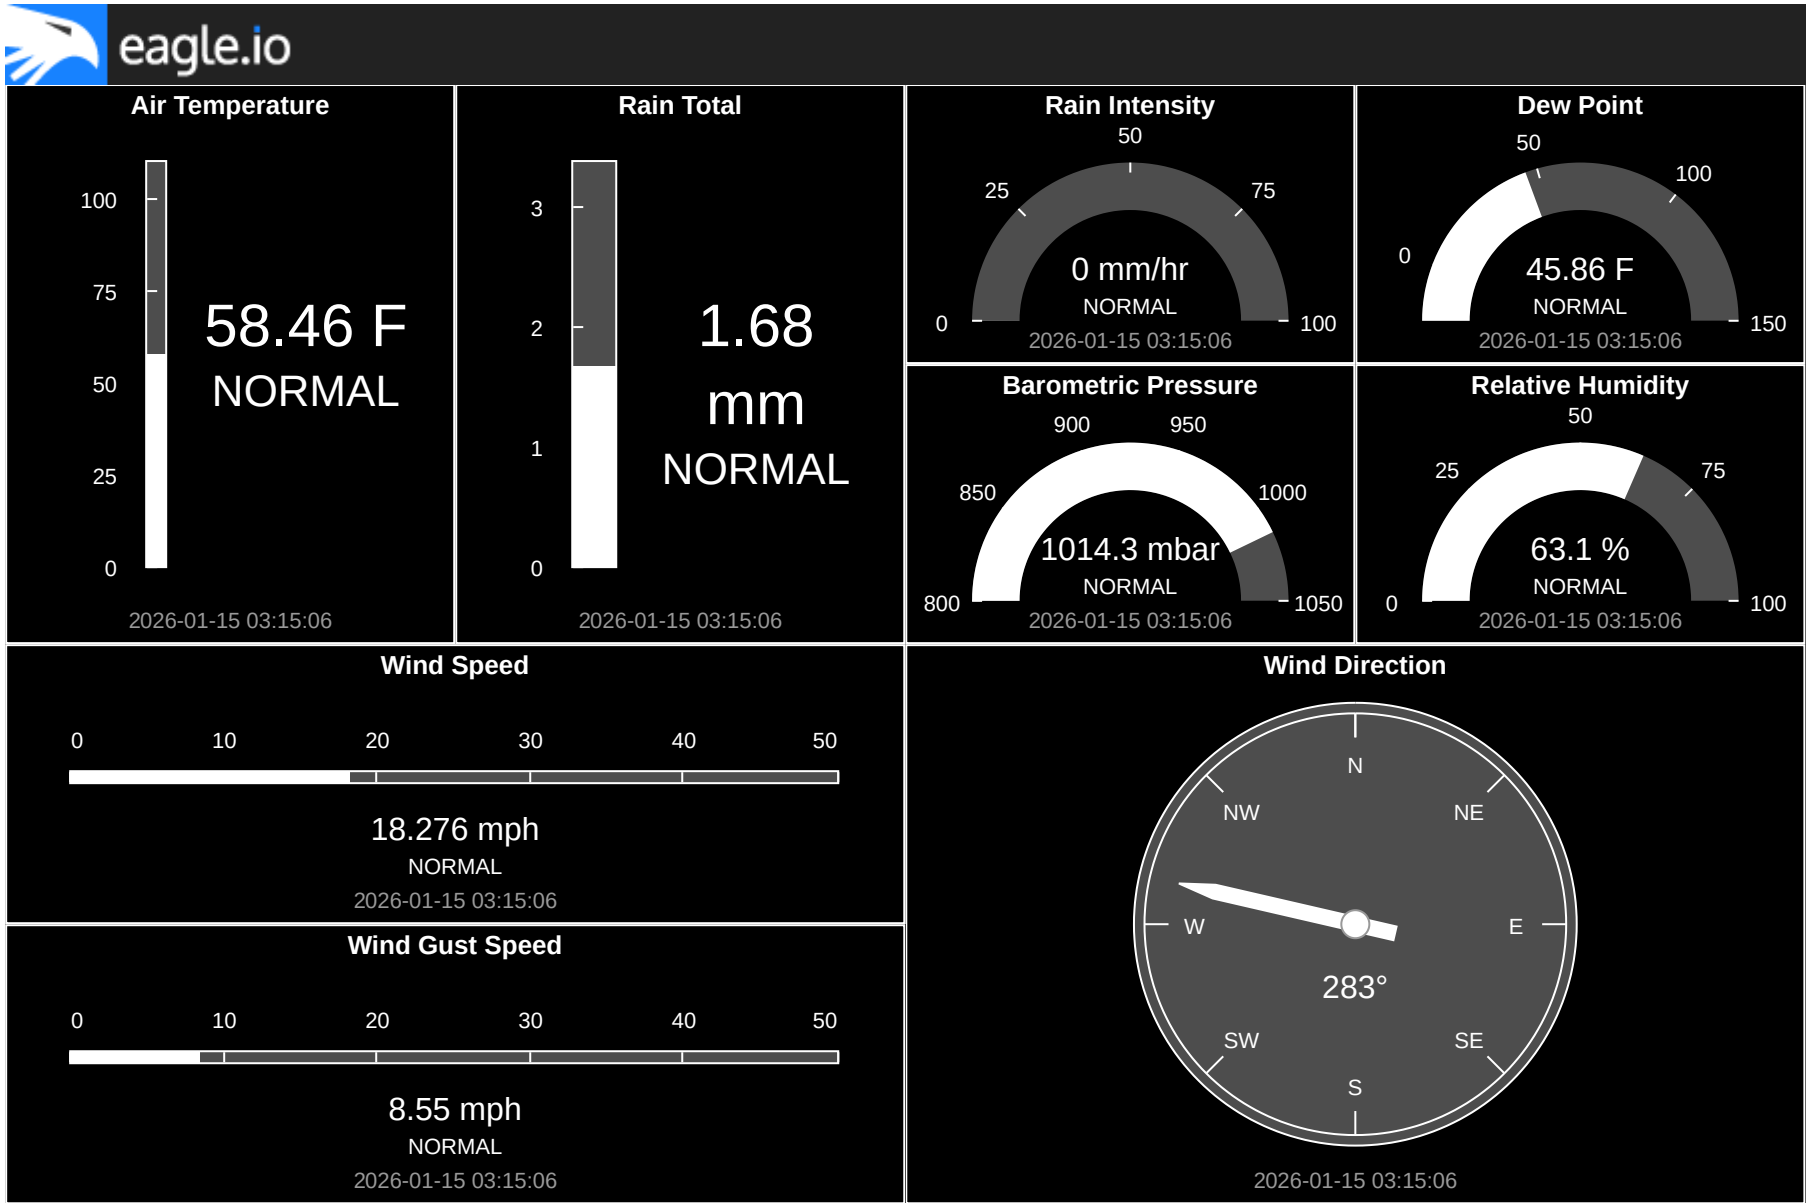 eagle.io
Air Temperature
100
75
50
25
0
58.46 F
NORMAL
2026-01-15 03:15:06
Rain Total
3
2
1
0
1.68
mm
NORMAL
2026-01-15 03:15:06
Rain Intensity
50
25
75
0
100
0 mm/hr
NORMAL
2026-01-15 03:15:06
Dew Point
50
100
0
150
45.86 F
NORMAL
2026-01-15 03:15:06
Barometric Pressure
900
950
850
1000
800
1050
1014.3 mbar
NORMAL
2026-01-15 03:15:06
Relative Humidity
50
25
75
0
100
63.1 %
NORMAL
2026-01-15 03:15:06
Wind Speed
0 10 20 30 40 50
18.276 mph
NORMAL
2026-01-15 03:15:06
Wind Gust Speed
0 10 20 30 40 50
8.55 mph
NORMAL
2026-01-15 03:15:06
Wind Direction
N
NW
NE
W
E
283°
SW
SE
S
2026-01-15 03:15:06